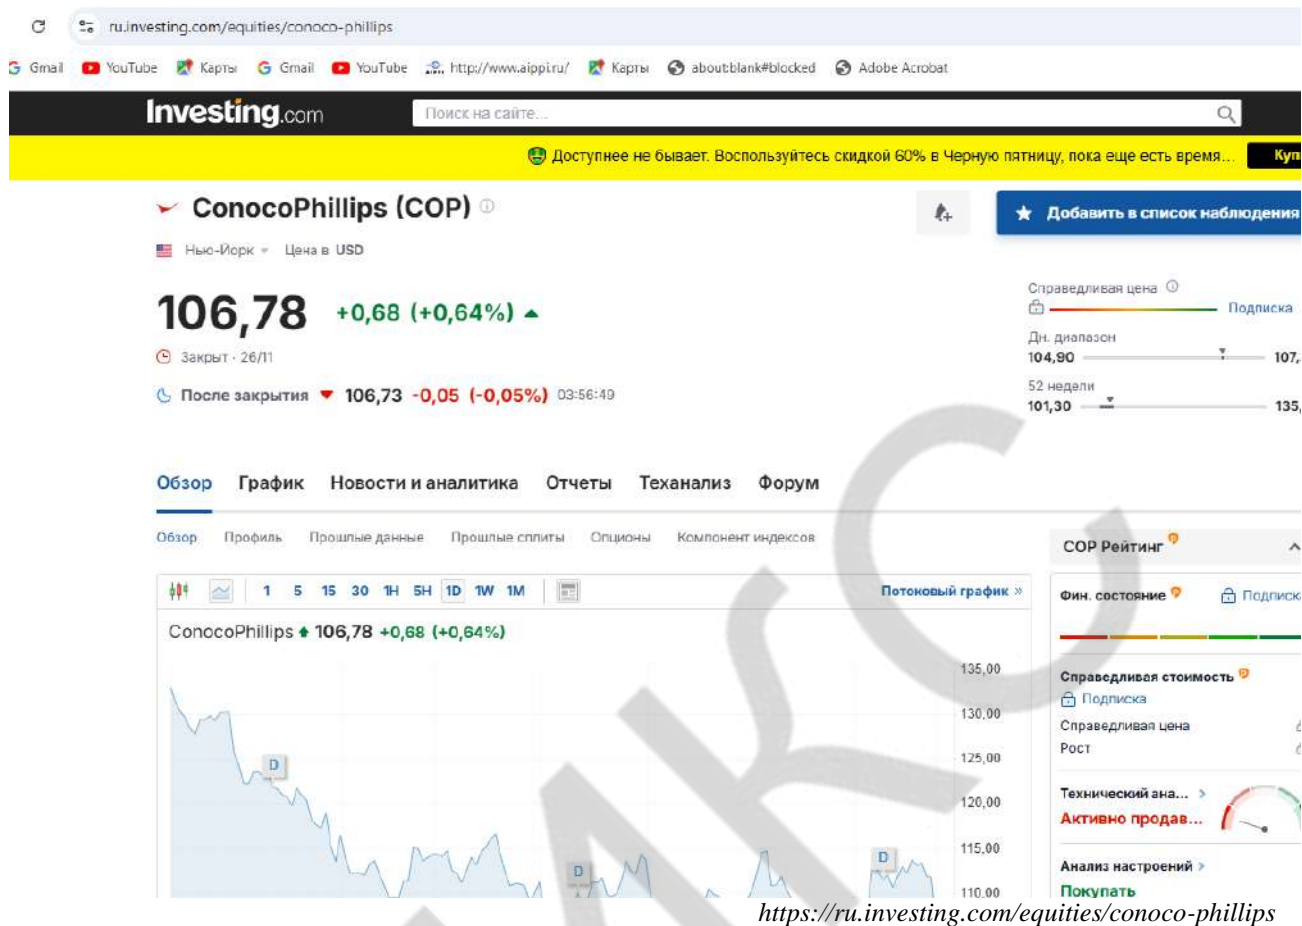 ru.investing.com/equities/conoco-phillips
Gmail YouTube Карты Gmail YouTube http://www.aippi.ru/ Карты about:blank#blocked Adobe Acrobat
Investing.com Поиск на сайте...
Доступнее не бывает. Воспользуйтесь скидкой 60% в Черную пятницу, пока еще есть время...
ConocoPhillips (COP)
Добавить в список наблюдения
Нью-Йорк Цена в USD
106,78 +0,68 (+0,64%)
Справедливая цена
Подписка
Закрыт · 26/11
Дн. диапазон
104,90 107,
После закрытия 106,73 -0,05 (-0,05%) 03:56:49
52 недели
101,30 135,
Обзор График Новости и аналитика Отчеты Теханализ Форум
Обзор Профиль Прошлые данные Прошлые сплиты Опционы Компонент индексов
COP Рейтинг
1 5 15 30 1H 5H 1D 1W 1M Потоковый график »
Фин. состояние Подписка
ConocoPhillips 106,78 +0,68 (+0,64%)
135,00
130,00
125,00
120,00
115,00
110,00
D
D
D
Справедливая стоимость
Подписка
Справедливая цена
Рост
Технический ана...
Активно продав...
Анализ настроений
Покупать
https://ru.investing.com/equities/conoco-phillips
МКС